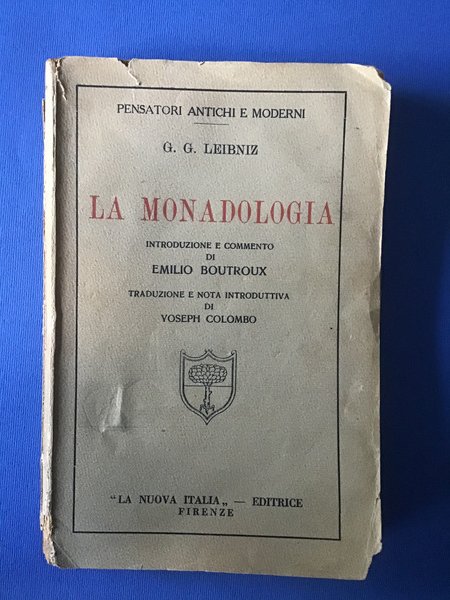 PENSATORI ANTICHI E MODERNI
G. G. LEIBNIZ
LA MONADOLOGIA
INTRODUZIONE E COMMENTO
DI
EMILIO BOUTROUX
TRADUZIONE E NOTA INTRODUTTIVA
DI
YOSEPH COLOMBO
"LA NUOVA ITALIA„ — EDITRICE
FIRENZE